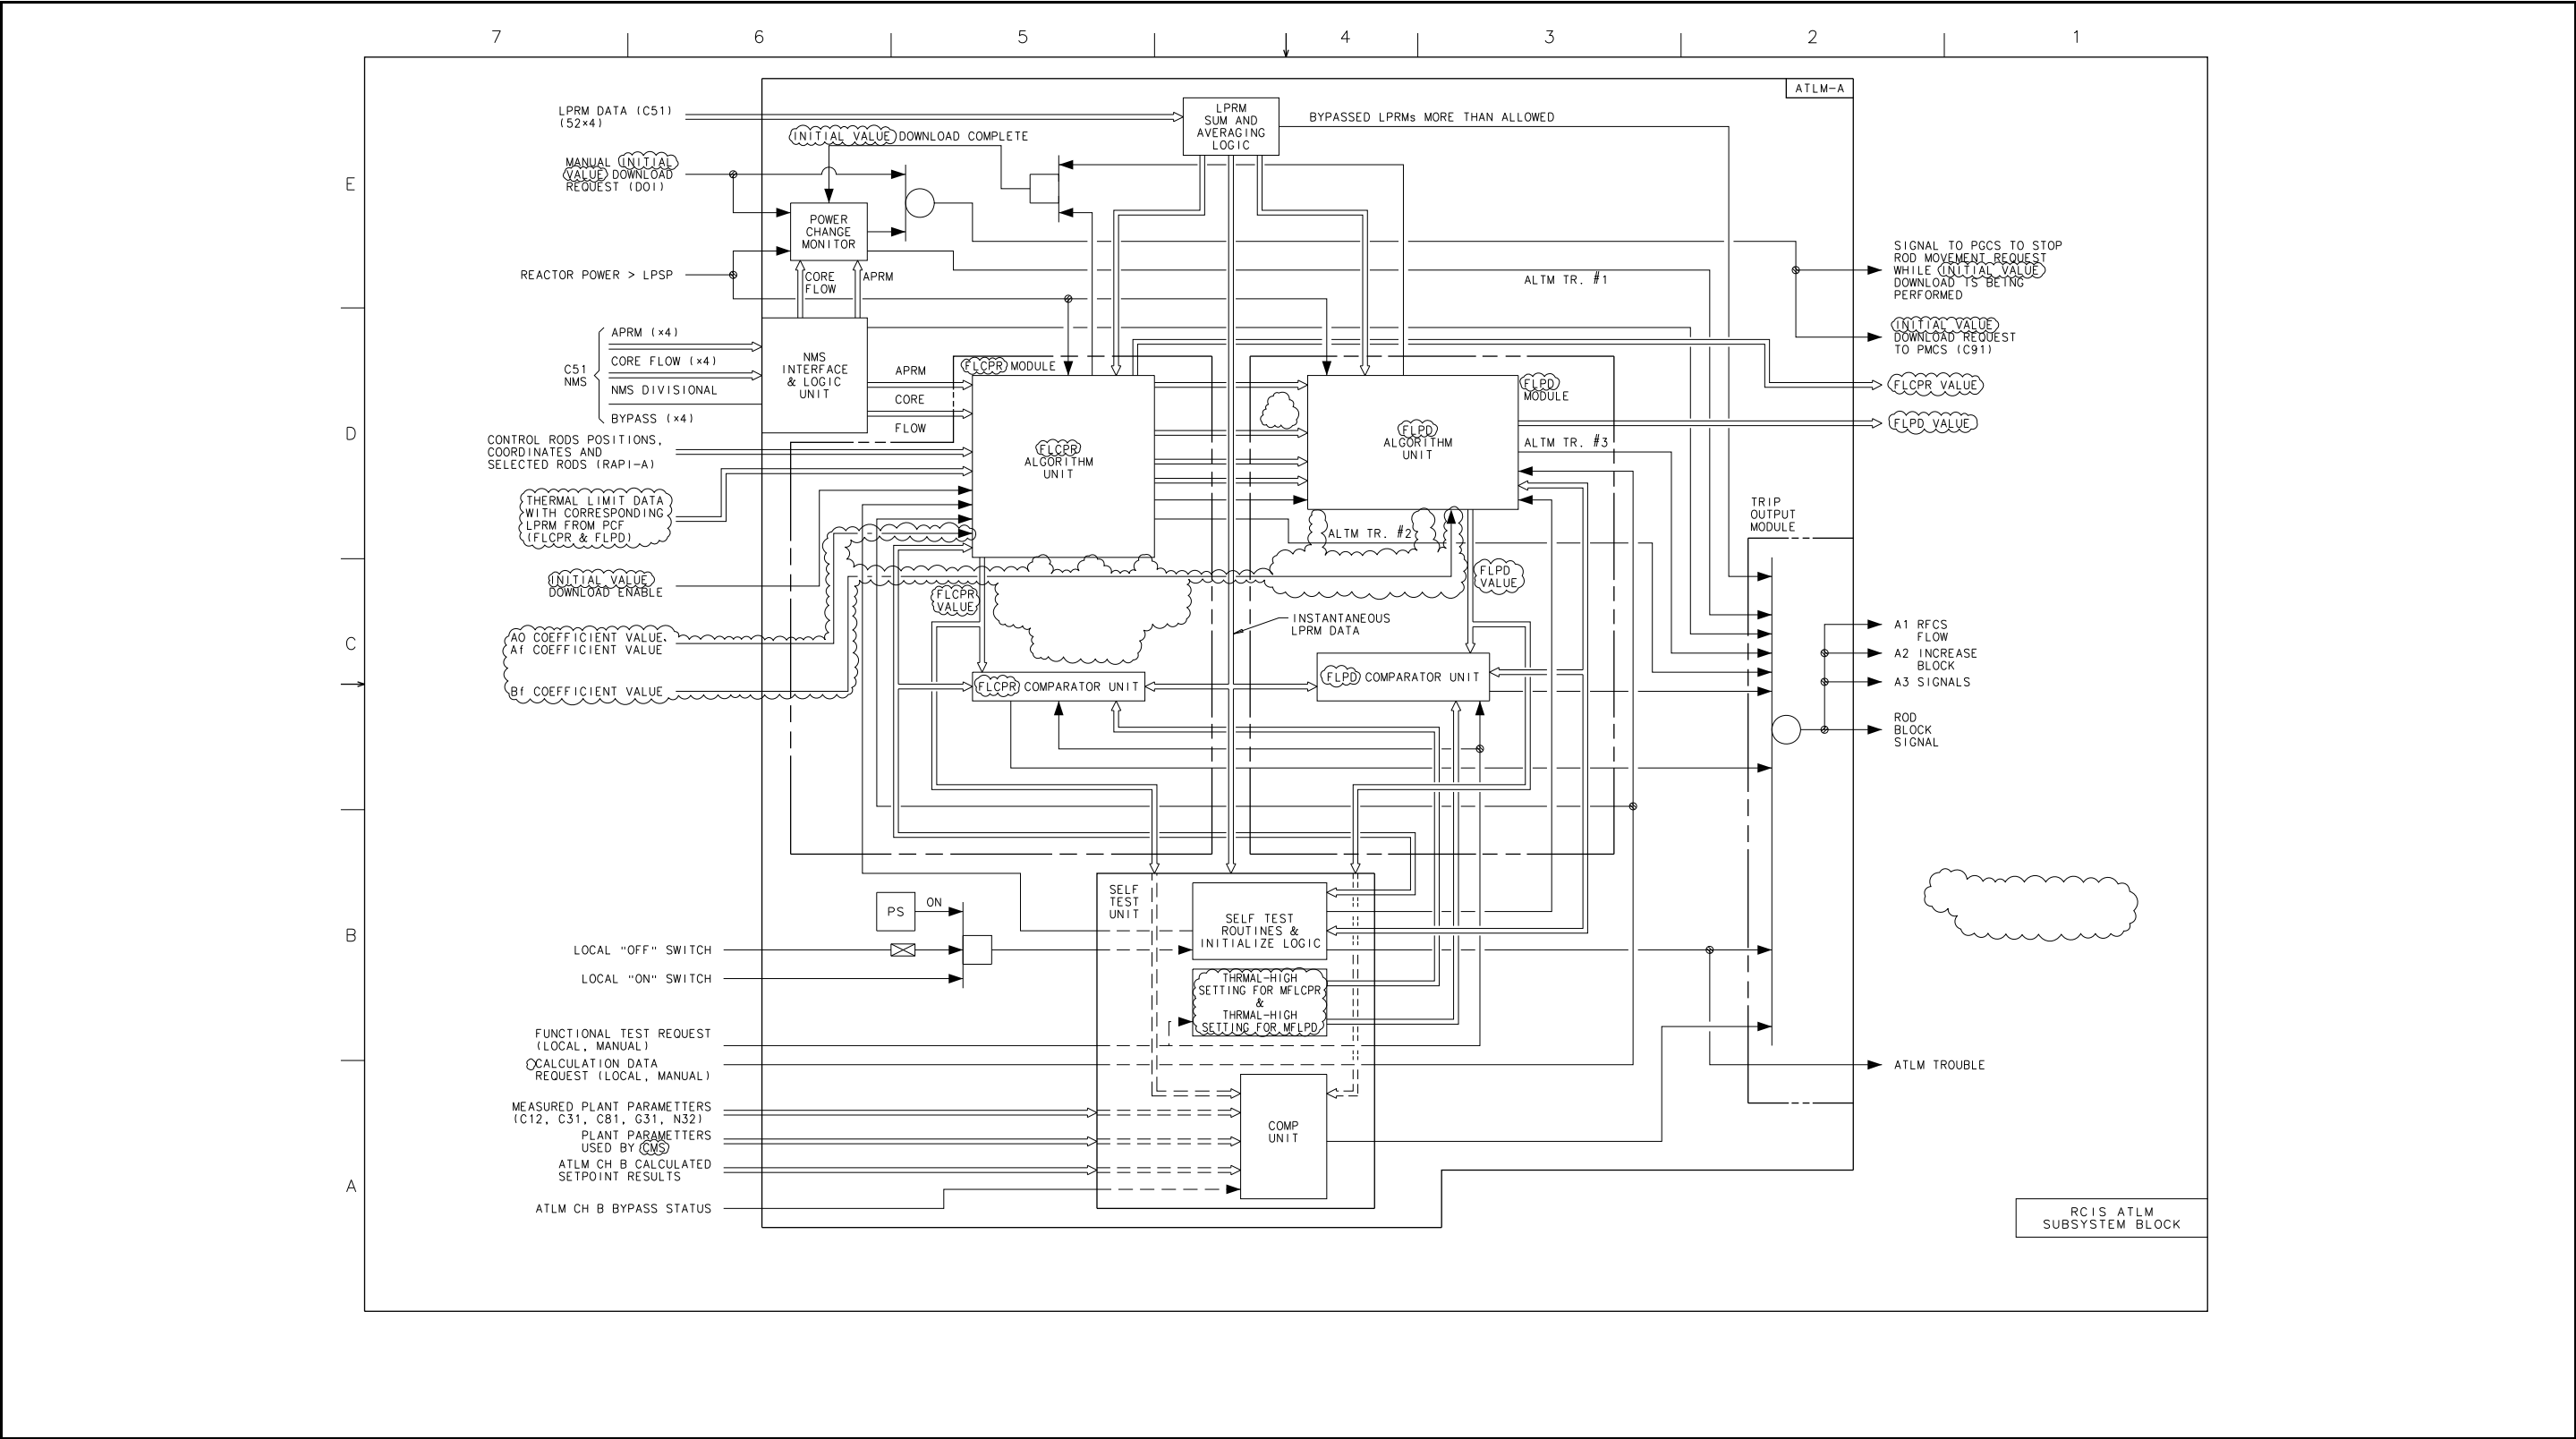 7
6
5
4
3
2
1
E
D
C
B
A
ATLM-A
LPRM DATA (C51)
(52×4)
LPRM
SUM AND
AVERAGING
LOGIC
BYPASSED LPRMs MORE THAN ALLOWED
INITIAL VALUE DOWNLOAD COMPLETE
MANUAL INITIAL
VALUE DOWNLOAD
REQUEST (DOI)
POWER
CHANGE
MONITOR
REACTOR POWER > LPSP
CORE
FLOW
APRM
ALTM TR. #1
SIGNAL TO PGCS TO STOP
ROD MOVEMENT REQUEST
WHILE INITIAL VALUE
DOWNLOAD IS BEING
PERFORMED
INITIAL VALUE
DOWNLOAD REQUEST
TO PMCS (C91)
C51
NMS
APRM (×4)
CORE FLOW (×4)
NMS DIVISIONAL
BYPASS (×4)
NMS
INTERFACE
& LOGIC
UNIT
APRM
CORE
FLOW
FLCPR MODULE
FLCPR
ALGORITHM
UNIT
FLPD
ALGORITHM
UNIT
FLPD
MODULE
ALTM TR. #3
FLCPR VALUE
FLPD VALUE
CONTROL RODS POSITIONS,
COORDINATES AND
SELECTED RODS (RAPI-A)
THERMAL LIMIT DATA
WITH CORRESPONDING
LPRM FROM PCF
(FLCPR & FLPD)
ALTM TR. #2
TRIP
OUTPUT
MODULE
INITIAL VALUE
DOWNLOAD ENABLE
FLCPR
VALUE
FLPD
VALUE
INSTANTANEOUS
LPRM DATA
AO COEFFICIENT VALUE,
Af COEFFICIENT VALUE
Bf COEFFICIENT VALUE
FLCPR COMPARATOR UNIT
FLPD COMPARATOR UNIT
A1 RFCS
FLOW
A2 INCREASE
BLOCK
A3 SIGNALS
ROD
BLOCK
SIGNAL
SELF
TEST
UNIT
PS
ON
SELF TEST
ROUTINES &
INITIALIZE LOGIC
LOCAL "OFF" SWITCH
LOCAL "ON" SWITCH
THRMAL-HIGH
SETTING FOR MFLCPR
&
THRMAL-HIGH
SETTING FOR MFLPD
FUNCTIONAL TEST REQUEST
(LOCAL, MANUAL)
CALCULATION DATA
REQUEST (LOCAL, MANUAL)
ATLM TROUBLE
MEASURED PLANT PARAMETTERS
(C12, C31, C81, G31, N32)
PLANT PARAMETTERS
USED BY CMS
COMP
UNIT
ATLM CH B CALCULATED
SETPOINT RESULTS
ATLM CH B BYPASS STATUS
RCIS ATLM
SUBSYSTEM BLOCK